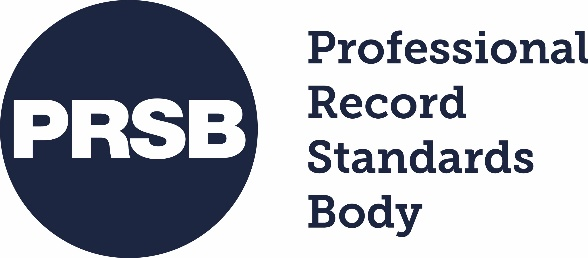 PRSB
Professional
Record
Standards
Body